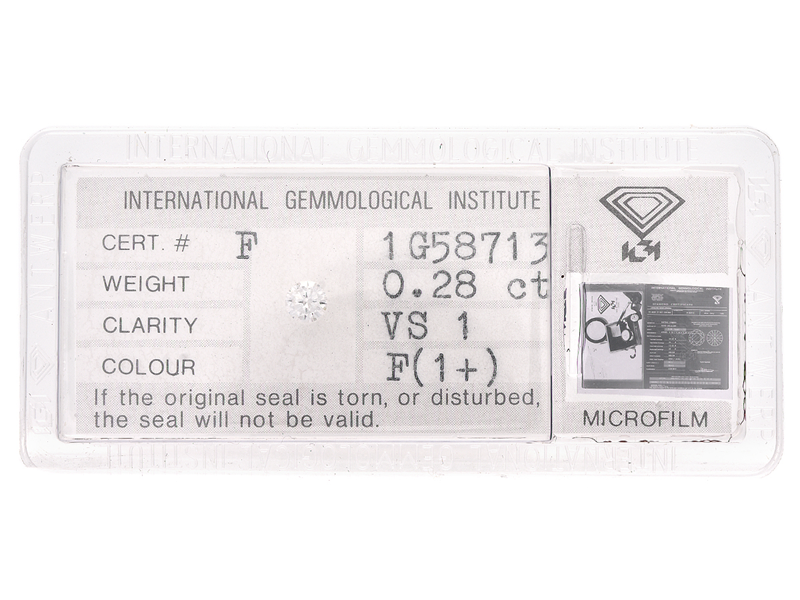 INTERNATIONAL GEMMOLOGICAL INSTITUTE
INTERNATIONAL GEMMOLOGICAL INSTITUTE
CERT. # F 1G58713
WEIGHT 0.28 ct
CLARITY VS 1
COLOUR F(1+)
If the original seal is torn, or disturbed,
the seal will not be valid.
IGI
MICROFILM
ANTWERP